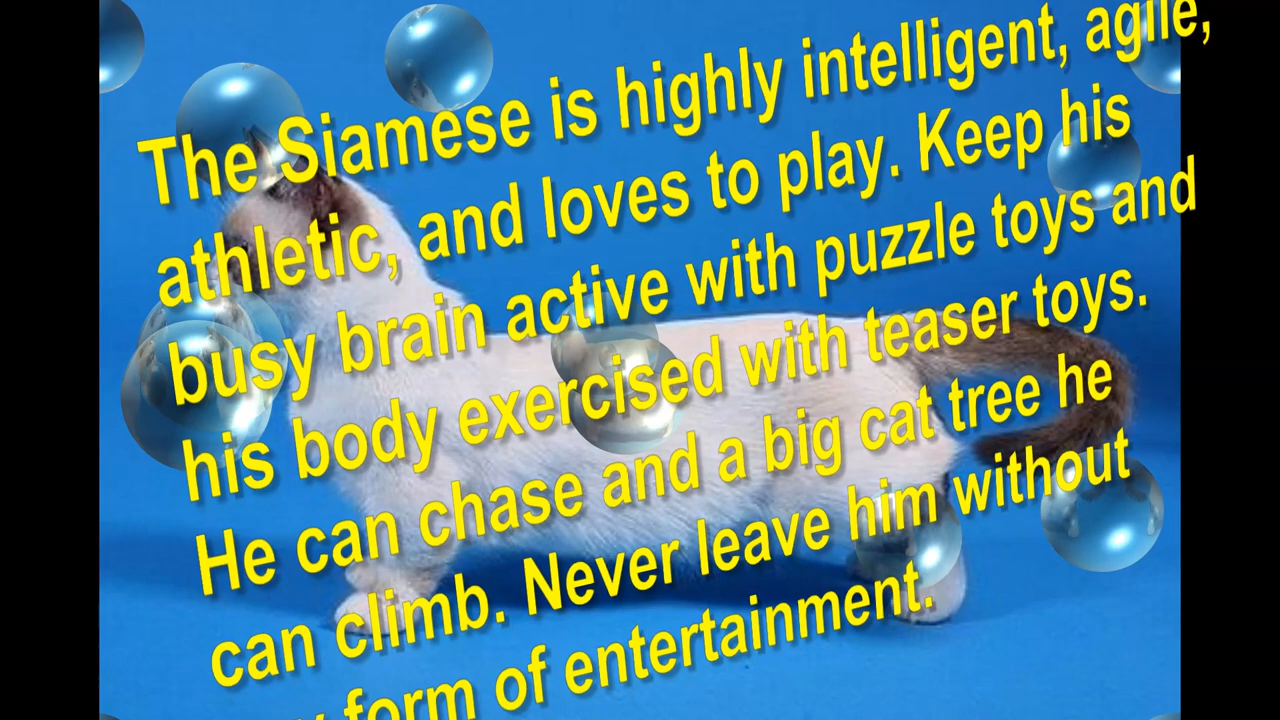 The Siamese is highly intelligent, agile,
athletic, and loves to play. Keep his
busy brain active with puzzle toys and
his body exercised with teaser toys.
He can chase and a big cat tree he
can climb. Never leave him without
form of entertainment.